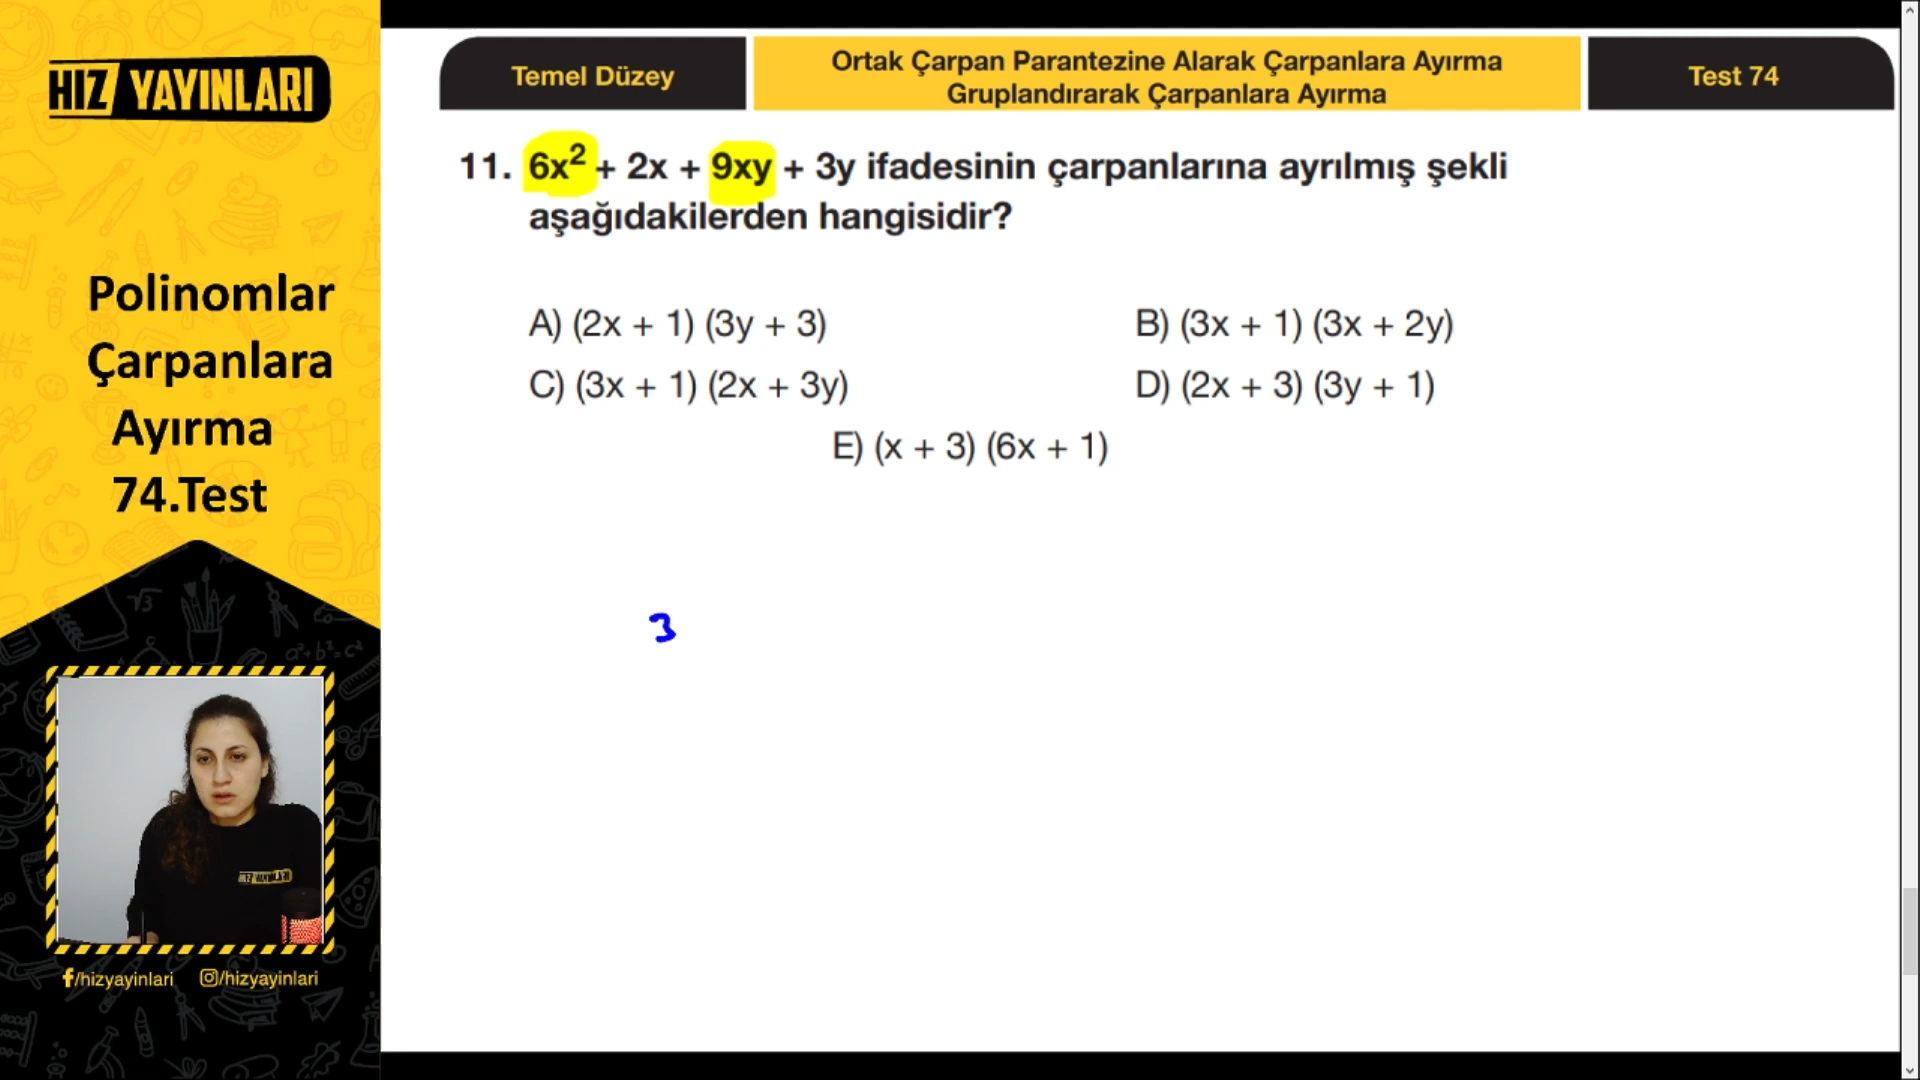 HIZ YAYINLARI
Polinomlar
Çarpanlara
Ayırma
74.Test
/hizyayinlari /hizyayinlari
Temel Düzey
Ortak Çarpan Parantezine Alarak Çarpanlara Ayırma
Gruplandırarak Çarpanlara Ayırma
Test 74
11. 6x² + 2x + 9xy + 3y ifadesinin çarpanlarına ayrılmış şekli
aşağıdakilerden hangisidir?
A) (2x + 1) (3y + 3) B) (3x + 1) (3x + 2y)
C) (3x + 1) (2x + 3y) D) (2x + 3) (3y + 1)
E) (x + 3) (6x + 1)
3